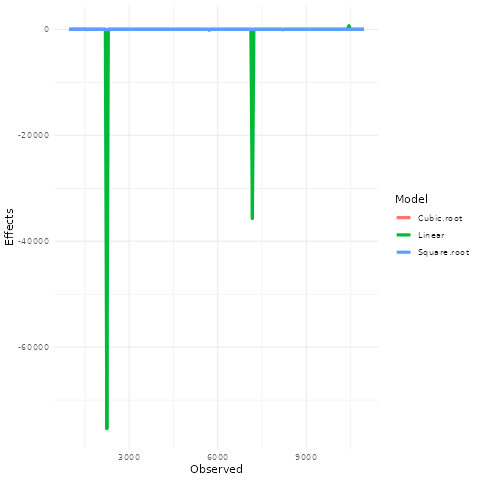 0
-20000
-40000
-60000
Effects
3000
6000
9000
Observed
Model
Cubic.root
Linear
Square.root